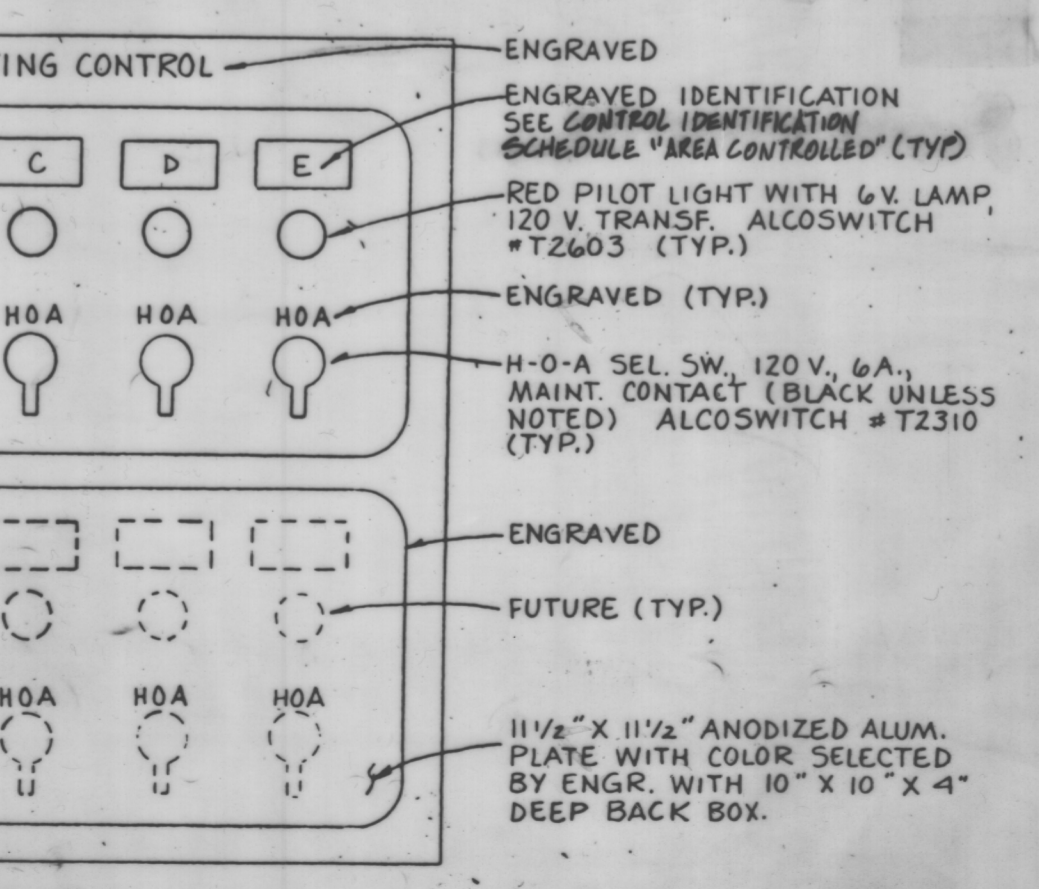 ING CONTROL
ENGRAVED
ENGRAVED IDENTIFICATION
SEE CONTROL IDENTIFICATION
SCHEDULE "AREA CONTROLLED" (TYP)
C D E
RED PILOT LIGHT WITH 6V. LAMP,
120 V. TRANSF. ALCOSWITCH
#T2603 (TYP.)
ENGRAVED (TYP.)
HOA HOA HOA
H-O-A SEL. SW., 120 V., 6A.,
MAINT. CONTACT (BLACK UNLESS
NOTED) ALCOSWITCH #T2310
(TYP.)
ENGRAVED
FUTURE (TYP.)
HOA HOA HOA
11 1/2" X 11 1/2" ANODIZED ALUM.
PLATE WITH COLOR SELECTED
BY ENGR. WITH 10" X 10" X 4"
DEEP BACK BOX.